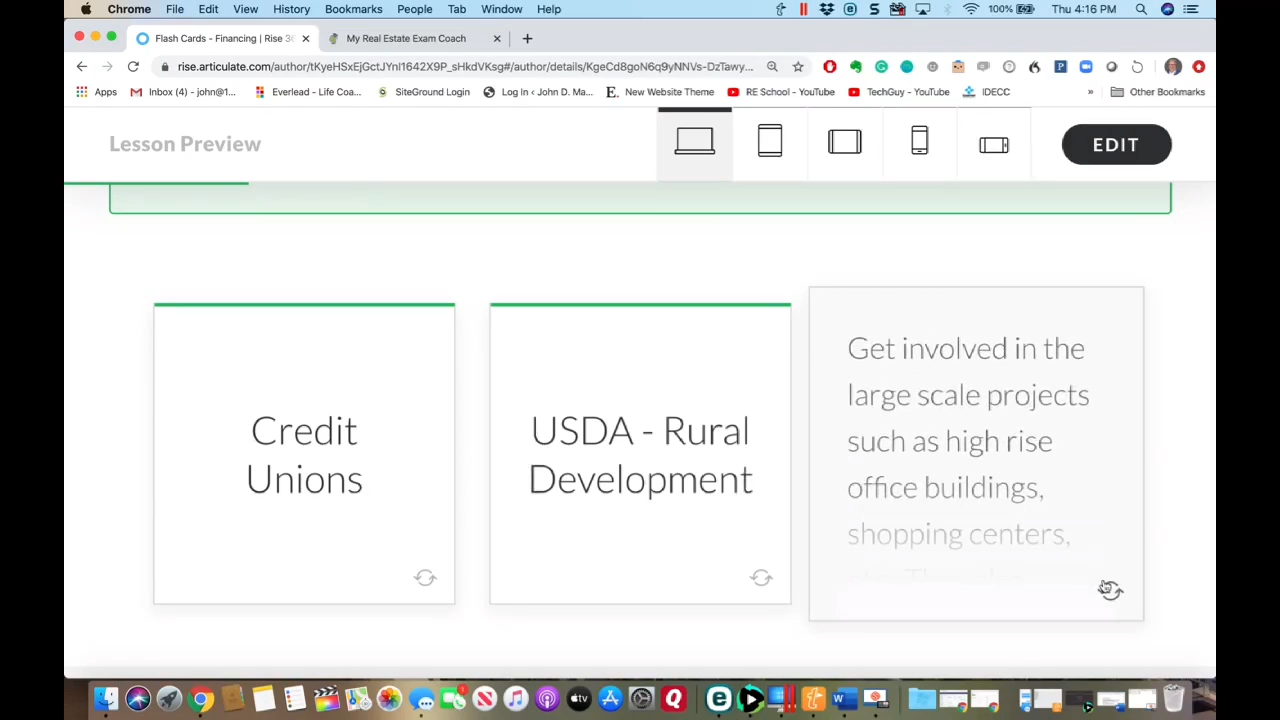 Chrome File Edit View History Bookmarks People Tab Window Help 100% Thu 4:16 PM
Flash Cards - Financing | Rise 36 My Real Estate Exam Coach
rise.articulate.com/author/tKyeHSxEjGctJYnl1642X9P_sHkdVKsg#/author/details/KgeCd8goN6q9yNNVs-DzTawy...
Apps Inbox (4) - john@1... Everlead - Life Coa... SiteGround Login Log In ‹ John D. Ma... New Website Theme RE School - YouTube TechGuy - YouTube IDECC » Other Bookmarks
Lesson Preview
EDIT
Credit
Unions
USDA - Rural
Development
Get involved in the
large scale projects
such as high rise
office buildings,
shopping centers,